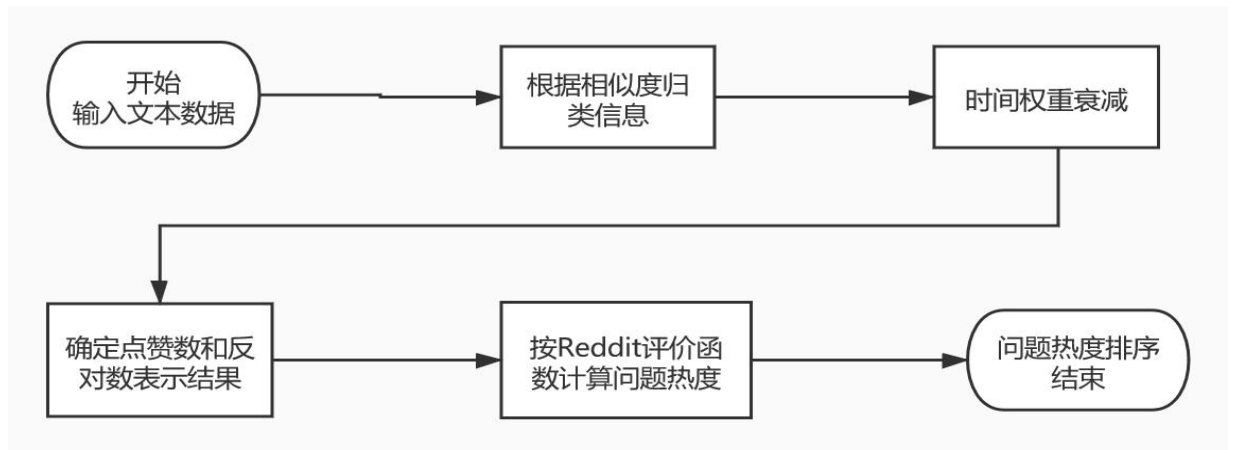 开始
输入文本数据
根据相似度归
类信息
时间权重衰减
确定点赞数和反
对数表示结果
按Reddit评价函
数计算问题热度
问题热度排序
结束